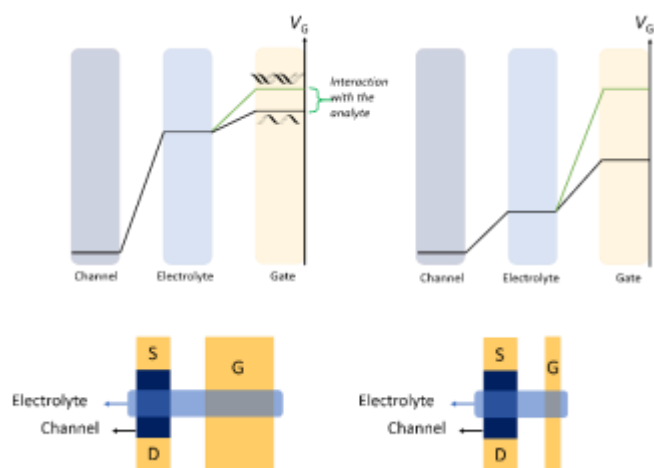 V_G
Interaction
with the
analyte
Channel
Electrolyte
Gate
V_G
Channel
Electrolyte
Gate
S
G
Electrolyte
Channel
D
S
G
Electrolyte
Channel
D